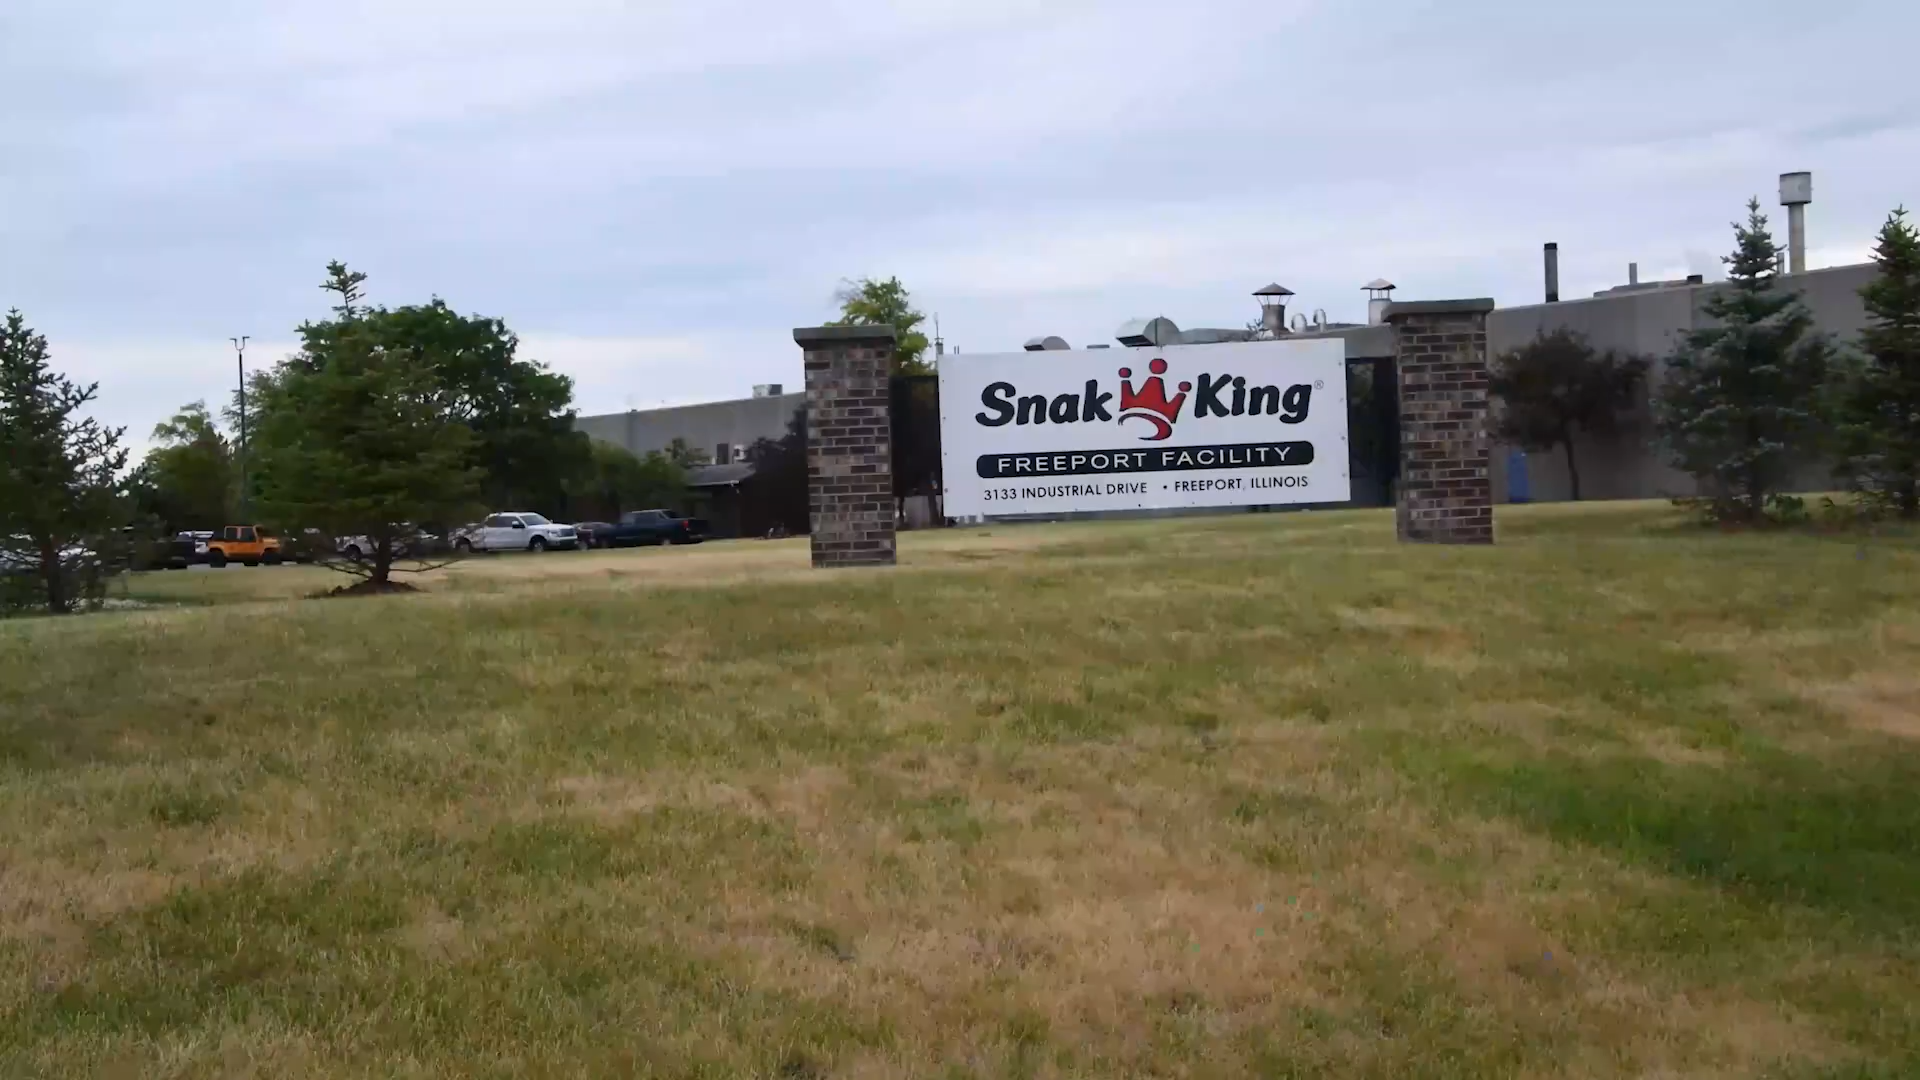 Snak King®
FREEPORT FACILITY
3133 INDUSTRIAL DRIVE • FREEPORT, ILLINOIS